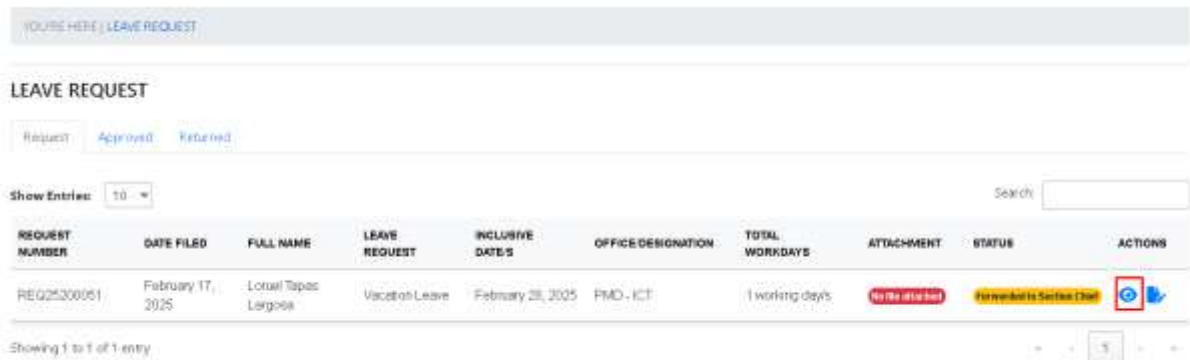 YOU'RE HERE | LEAVE REQUEST
LEAVE REQUEST
Request Approved Returned
Show Entries: 10 Search:
REQUEST NUMBER DATE FILED FULL NAME LEAVE REQUEST INCLUSIVE DATE/S OFFICE/DESIGNATION TOTAL WORKDAYS ATTACHMENT STATUS ACTIONS
REQ25200051 February 17, 2025 Loruel Tapas Largosa Vacation Leave February 28, 2025 PMD - ICT 1 working day/s No file attached Forwarded to Section Chief
Showing 1 to 1 of 1 entry
« ‹ 1 › »